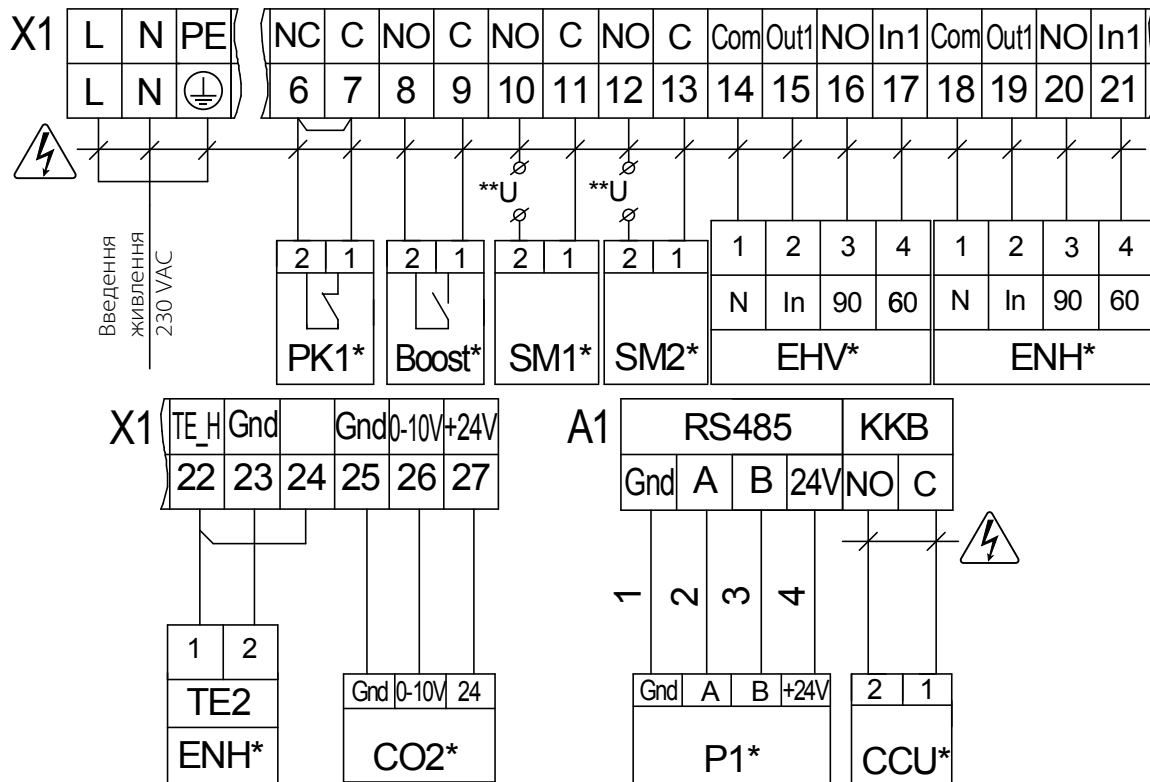 X1 L N PE NC C NO C NO C NO C Com Out1 NO In1 Com Out1 NO In1
L N 6 7 8 9 10 11 12 13 14 15 16 17 18 19 20 21
**U **U
Введення
живлення
230 VAC
2 1 2 1 2 1 2 1 1 2 3 4 1 2 3 4
N In 90 60 N In 90 60
PK1* Boost* SM1* SM2* EHV* ENH*
X1 TE_H Gnd Gnd 0-10V +24V
22 23 24 25 26 27
A1 RS485 KKB
Gnd A B 24V NO C
1 2 3 4
1 2
TE2
ENH*
Gnd 0-10V 24
CO2*
Gnd A B +24V
P1*
2 1
CCU*